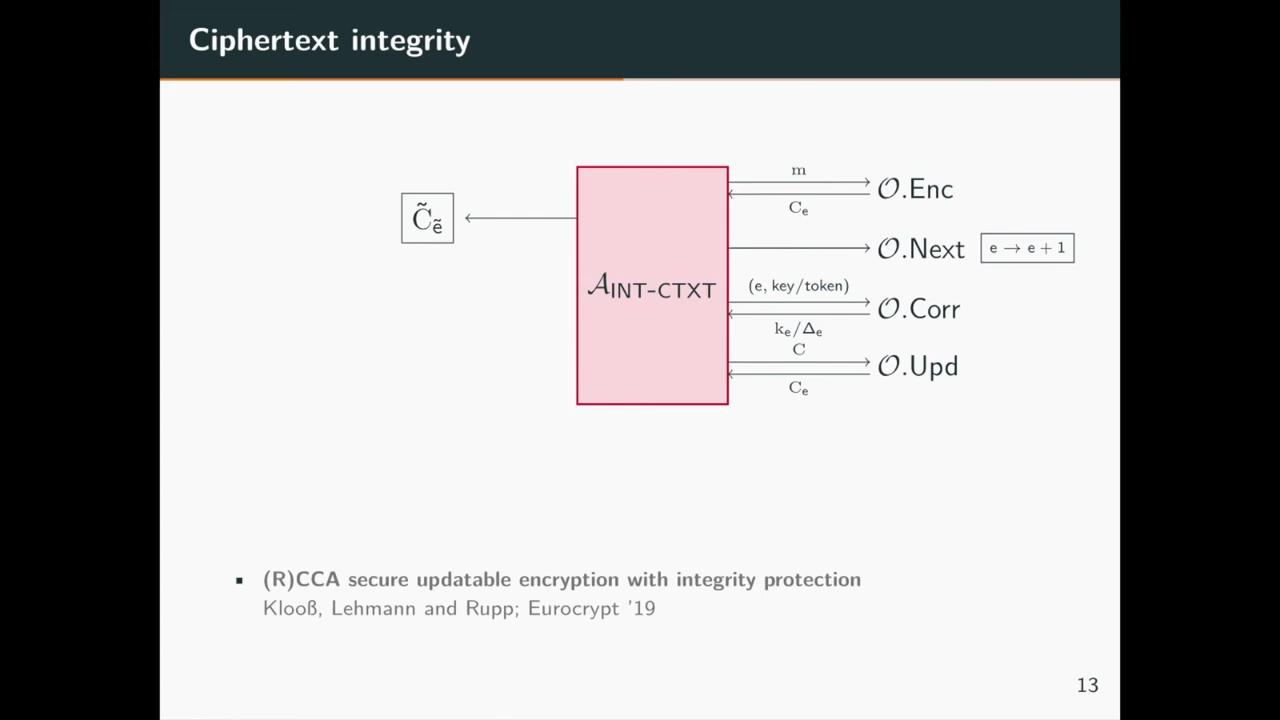 Ciphertext integrity
m
C̃ẽ
Cₑ
𝒪.Enc
𝒪.Next
e → e + 1
𝒜INT-CTXT
(e, key/token)
kₑ/Δₑ
𝒪.Corr
C
Cₑ
𝒪.Upd
(R)CCA secure updatable encryption with integrity protection
Klooß, Lehmann and Rupp; Eurocrypt '19
13